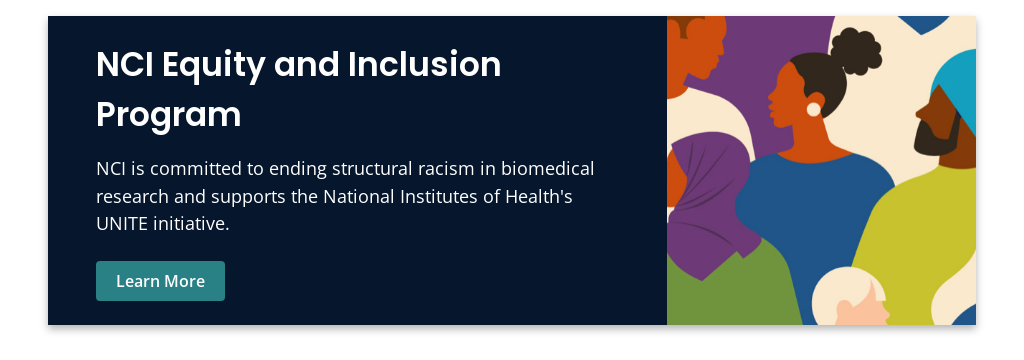 NCI Equity and Inclusion
Program
NCI is committed to ending structural racism in biomedical
research and supports the National Institutes of Health's
UNITE initiative.
Learn More